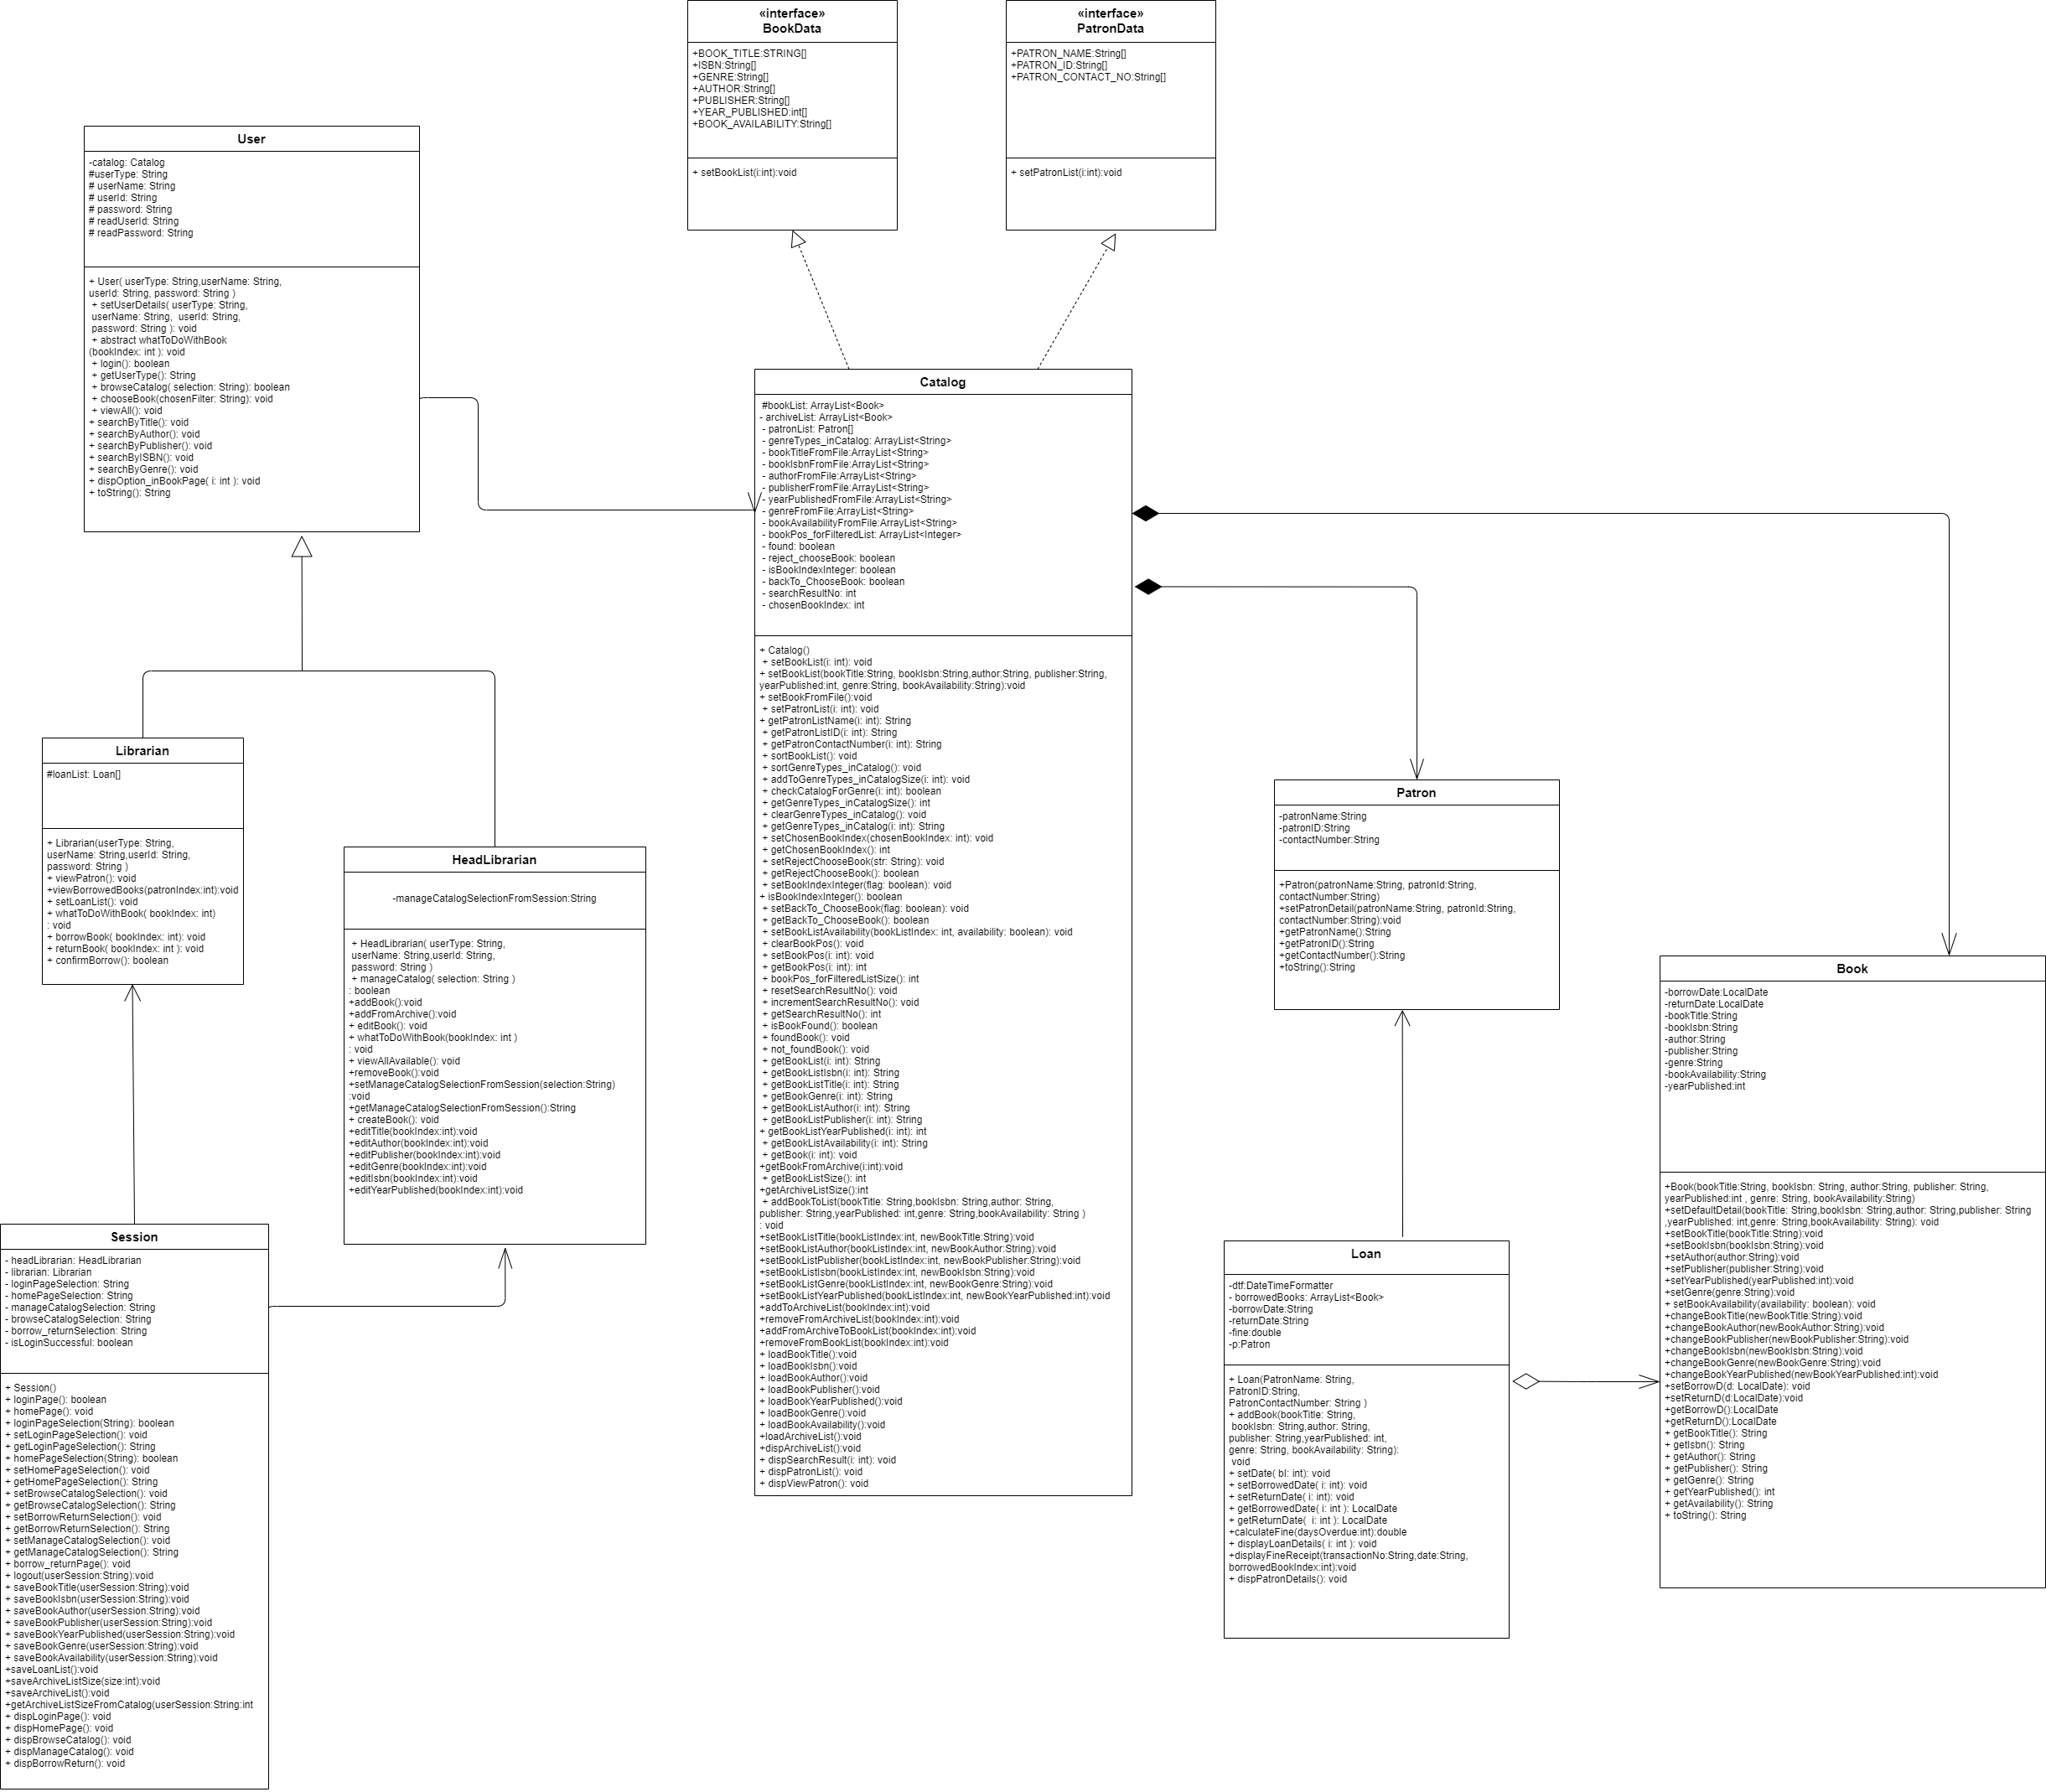 «interface»
BookData
+BOOK_TITLE:STRING[]
+ISBN:String[]
+GENRE:String[]
+AUTHOR:String[]
+PUBLISHER:String[]
+YEAR_PUBLISHED:int[]
+BOOK_AVAILABILITY:String[]
+ setBookList(i:int):void
«interface»
PatronData
+PATRON_NAME:String[]
+PATRON_ID:String[]
+PATRON_CONTACT_NO:String[]
+ setPatronList(i:int):void
User
-catalog: Catalog
#userType: String
# userName: String
# userId: String
# password: String
# readUserId: String
# readPassword: String
+ User( userType: String,userName: String,
userId: String, password: String )
+ setUserDetails( userType: String,
userName: String,  userId: String,
password: String ): void
+ abstract whatToDoWithBook
(bookIndex: int ): void
+ login(): boolean
+ getUserType(): String
+ browseCatalog( selection: String): boolean
+ chooseBook(chosenFilter: String): void
+ viewAll(): void
+ searchByTitle(): void
+ searchByAuthor(): void
+ searchByPublisher(): void
+ searchByISBN(): void
+ searchByGenre(): void
+ dispOption_inBookPage( i: int ): void
+ toString(): String
Catalog
#bookList: ArrayList<Book>
- archiveList: ArrayList<Book>
- patronList: Patron[]
- genreTypes_inCatalog: ArrayList<String>
- bookTitleFromFile:ArrayList<String>
- bookIsbnFromFile:ArrayList<String>
- authorFromFile:ArrayList<String>
- publisherFromFile:ArrayList<String>
- yearPublishedFromFile:ArrayList<String>
- genreFromFile:ArrayList<String>
- bookAvailabilityFromFile:ArrayList<String>
- bookPos_forFilteredList: ArrayList<Integer>
- found: boolean
- reject_chooseBook: boolean
- isBookIndexInteger: boolean
- backTo_ChooseBook: boolean
- searchResultNo: int
- chosenBookIndex: int
+ Catalog()
+ setBookList(i: int): void
+ setBookList(bookTitle:String, bookIsbn:String,author:String, publisher:String,
yearPublished:int, genre:String, bookAvailability:String):void
+ setBookFromFile():void
+ setPatronList(i: int): void
+ getPatronListName(i: int): String
+ getPatronListID(i: int): String
+ getPatronContactNumber(i: int): String
+ sortBookList(): void
+ sortGenreTypes_inCatalog(): void
+ addToGenreTypes_inCatalogSize(i: int): void
+ checkCatalogForGenre(i: int): boolean
+ getGenreTypes_inCatalogSize(): int
+ clearGenreTypes_inCatalog(): void
+ getGenreTypes_inCatalog(i: int): String
+ setChosenBookIndex(chosenBookIndex: int): void
+ getChosenBookIndex(): int
+ setRejectChooseBook(str: String): void
+ getRejectChooseBook(): boolean
+ setBookIndexInteger(flag: boolean): void
+ isBookIndexInteger(): boolean
+ setBackTo_ChooseBook(flag: boolean): void
+ getBackTo_ChooseBook(): boolean
+ setBookListAvailability(bookListIndex: int, availability: boolean): void
+ clearBookPos(): void
+ setBookPos(i: int): void
+ getBookPos(i: int): int
+ bookPos_forFilteredListSize(): int
+ resetSearchResultNo(): void
+ incrementSearchResultNo(): void
+ getSearchResultNo(): int
+ isBookFound(): boolean
+ foundBook(): void
+ not_foundBook(): void
+ getBookList(i: int): String
+ getBookListIsbn(i: int): String
+ getBookListTitle(i: int): String
+ getBookGenre(i: int): String
+ getBookListAuthor(i: int): String
+ getBookListPublisher(i: int): String
+ getBookListYearPublished(i: int): int
+ getBookListAvailability(i: int): String
+ getBook(i: int): void
+getBookFromArchive(i:int):void
+ getBookListSize(): int
+getArchiveListSize():int
+ addBookToList(bookTitle: String,bookIsbn: String,author: String,
publisher: String,yearPublished: int,genre: String,bookAvailability: String )
: void
+setBookListTitle(bookListIndex:int, newBookTitle:String):void
+setBookListAuthor(bookListIndex:int, newBookAuthor:String):void
+setBookListPublisher(bookListIndex:int, newBookPublisher:String):void
+setBookListIsbn(bookListIndex:int, newBookIsbn:String):void
+setBookListGenre(bookListIndex:int, newBookGenre:String):void
+setBookListYearPublished(bookListIndex:int, newBookYearPublished:int):void
+addToArchiveList(bookIndex:int):void
+removeFromArchiveList(bookIndex:int):void
+addFromArchiveToBookList(bookIndex:int):void
+removeFromBookList(bookIndex:int):void
+ loadBookTitle():void
+ loadBookIsbn():void
+ loadBookAuthor():void
+ loadBookPublisher():void
+ loadBookYearPublished():void
+ loadBookGenre():void
+ loadBookAvailability():void
+loadArchiveList():void
+dispArchiveList():void
+ dispSearchResult(i: int): void
+ dispPatronList(): void
+ dispViewPatron(): void
Librarian
#loanList: Loan[]
+ Librarian(userType: String,
userName: String,userId: String,
password: String )
+ viewPatron(): void
+viewBorrowedBooks(patronIndex:int):void
+ setLoanList(): void
+ whatToDoWithBook( bookIndex: int)
: void
+ borrowBook( bookIndex: int): void
+ returnBook( bookIndex: int ): void
+ confirmBorrow(): boolean
HeadLibrarian
-manageCatalogSelectionFromSession:String
+ HeadLibrarian( userType: String,
userName: String,userId: String,
password: String )
+ manageCatalog( selection: String )
: boolean
+addBook():void
+addFromArchive():void
+ editBook(): void
+ whatToDoWithBook(bookIndex: int )
: void
+ viewAllAvailable(): void
+removeBook():void
+setManageCatalogSelectionFromSession(selection:String)
:void
+getManageCatalogSelectionFromSession():String
+ createBook(): void
+editTitle(bookIndex:int):void
+editAuthor(bookIndex:int):void
+editPublisher(bookIndex:int):void
+editGenre(bookIndex:int):void
+editIsbn(bookIndex:int):void
+editYearPublished(bookIndex:int):void
Patron
-patronName:String
-patronID:String
-contactNumber:String
+Patron(patronName:String, patronId:String,
contactNumber:String)
+setPatronDetail(patronName:String, patronId:String,
contactNumber:String):void
+getPatronName():String
+getPatronID():String
+getContactNumber():String
+toString():String
Book
-borrowDate:LocalDate
-returnDate:LocalDate
-bookTitle:String
-bookIsbn:String
-author:String
-publisher:String
-genre:String
-bookAvailability:String
-yearPublished:int
+Book(bookTitle:String, bookIsbn: String, author:String, publisher: String,
yearPublished:int , genre: String, bookAvailability:String)
+setDefaultDetail(bookTitle: String,bookIsbn: String,author: String,publisher: String
,yearPublished: int,genre: String,bookAvailability: String): void
+setBookTitle(bookTitle:String):void
+setBookIsbn(bookIsbn:String):void
+setAuthor(author:String):void
+setPublisher(publisher:String):void
+setYearPublished(yearPublished:int):void
+setGenre(genre:String):void
+ setBookAvailability(availability: boolean): void
+changeBookTitle(newBookTitle:String):void
+changeBookAuthor(newBookAuthor:String):void
+changeBookPublisher(newBookPublisher:String):void
+changeBookIsbn(newBookIsbn:String):void
+changeBookGenre(newBookGenre:String):void
+changeBookYearPublished(newBookYearPublished:int):void
+setBorrowD(d: LocalDate): void
+setReturnD(d:LocalDate):void
+getBorrowD():LocalDate
+getReturnD():LocalDate
+ getBookTitle(): String
+ getIsbn(): String
+ getAuthor(): String
+ getPublisher(): String
+ getGenre(): String
+ getYearPublished(): int
+ getAvailability(): String
+ toString(): String
Session
- headLibrarian: HeadLibrarian
- librarian: Librarian
- loginPageSelection: String
- homePageSelection: String
- manageCatalogSelection: String
- browseCatalogSelection: String
- borrow_returnSelection: String
- isLoginSuccessful: boolean
+ Session()
+ loginPage(): boolean
+ homePage(): void
+ loginPageSelection(String): boolean
+ setLoginPageSelection(): void
+ getLoginPageSelection(): String
+ homePageSelection(String): boolean
+ setHomePageSelection(): void
+ getHomePageSelection(): String
+ setBrowseCatalogSelection(): void
+ getBrowseCatalogSelection(): String
+ setBorrowReturnSelection(): void
+ getBorrowReturnSelection(): String
+ setManageCatalogSelection(): void
+ getManageCatalogSelection(): String
+ borrow_returnPage(): void
+ logout(userSession:String):void
+ saveBookTitle(userSession:String):void
+ saveBookIsbn(userSession:String):void
+ saveBookAuthor(userSession:String):void
+ saveBookPublisher(userSession:String):void
+ saveBookYearPublished(userSession:String):void
+ saveBookGenre(userSession:String):void
+ saveBookAvailability(userSession:String):void
+saveLoanList():void
+saveArchiveListSize(size:int):void
+saveArchiveList():void
+getArchiveListSizeFromCatalog(userSession:String:int
+ dispLoginPage(): void
+ dispHomePage(): void
+ dispBrowseCatalog(): void
+ dispManageCatalog(): void
+ dispBorrowReturn(): void
Loan
-dtf:DateTimeFormatter
- borrowedBooks: ArrayList<Book>
-borrowDate:String
-returnDate:String
-fine:double
-p:Patron
+ Loan(PatronName: String,
PatronID:String,
PatronContactNumber: String )
+ addBook(bookTitle: String,
bookIsbn: String,author: String,
publisher: String,yearPublished: int,
genre: String, bookAvailability: String):
void
+ setDate( bl: int): void
+ setBorrowedDate( i: int): void
+ setReturnDate( i: int): void
+ getBorrowedDate( i: int ): LocalDate
+ getReturnDate(  i: int ): LocalDate
+calculateFine(daysOverdue:int):double
+ displayLoanDetails( i: int ): void
+displayFineReceipt(transactionNo:String,date:String,
borrowedBookIndex:int):void
+ dispPatronDetails(): void